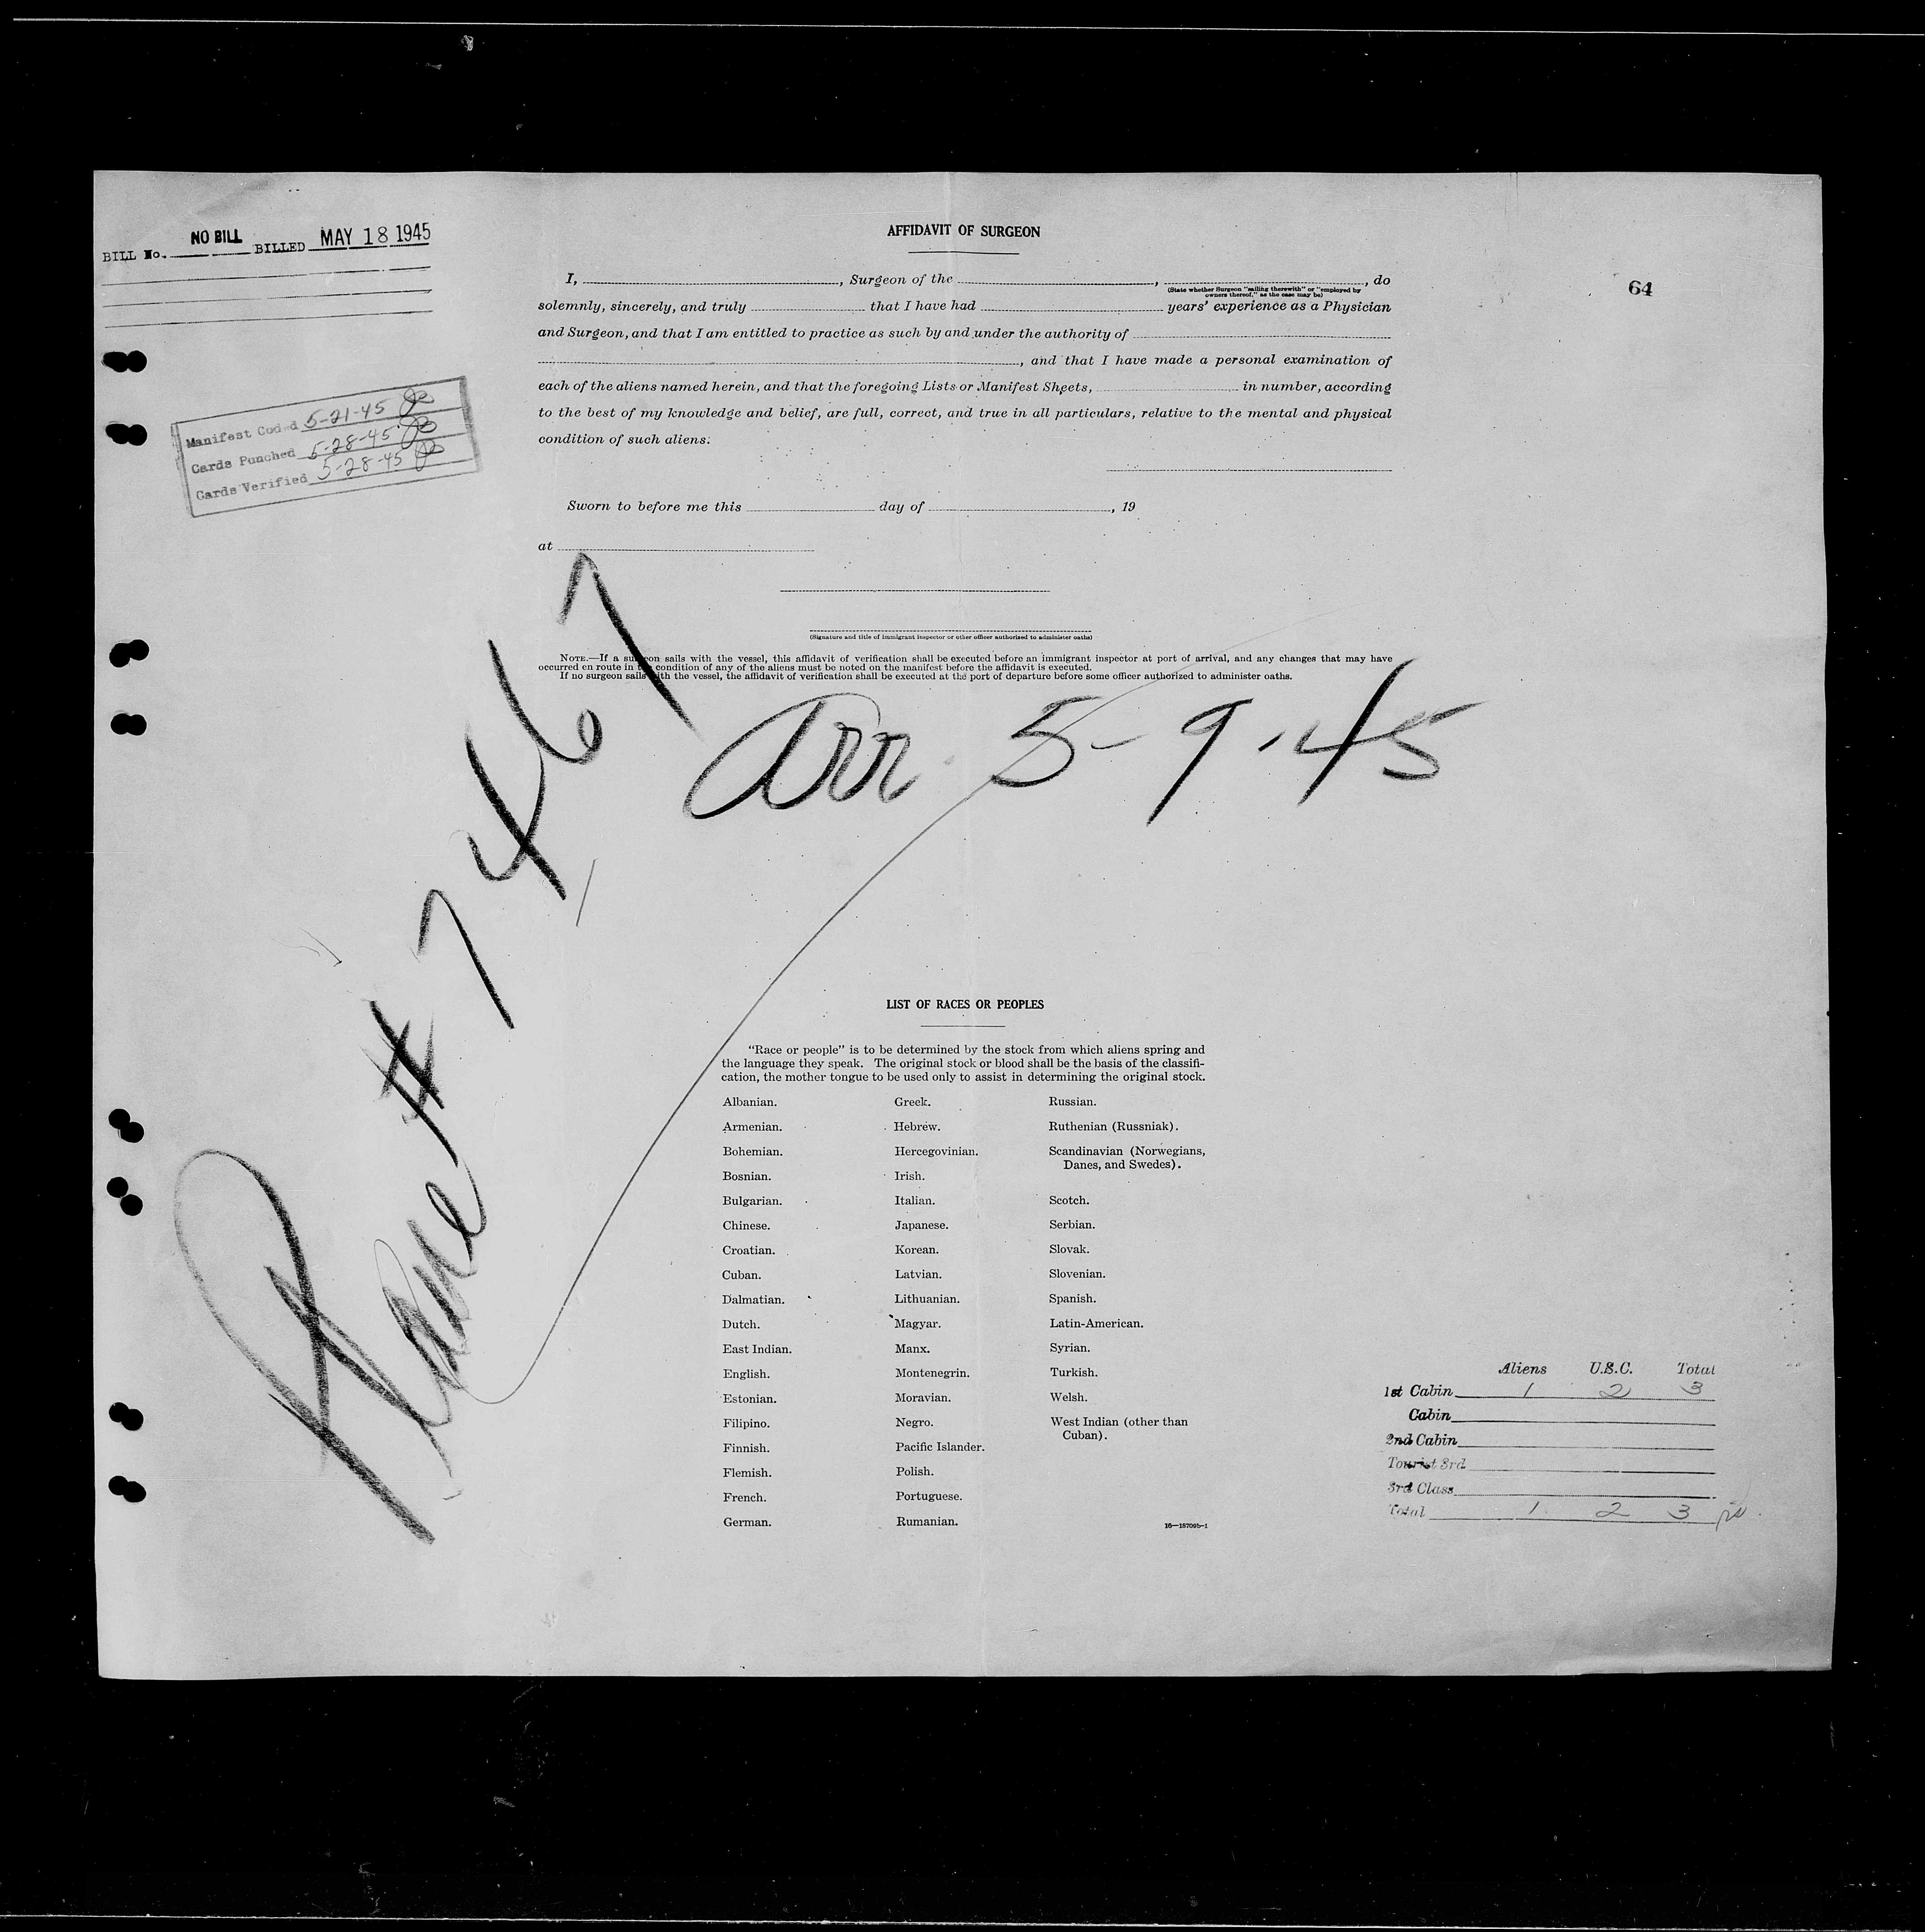 BILL No. NO BILL BILLED MAY 18 1945
64
Manifest Coded 5-21-45
Cards Punched 5-28-45
Cards Verified 5-28-45
AFFIDAVIT OF SURGEON
I, , Surgeon of the , , do
(State whether Surgeon "sailing therewith" or "employed by
owners thereof," as the case may be)
solemnly, sincerely, and truly that I have had years' experience as a Physician
and Surgeon, and that I am entitled to practice as such by and under the authority of
, and that I have made a personal examination of
each of the aliens named herein, and that the foregoing Lists or Manifest Sheets, in number, according
to the best of my knowledge and belief, are full, correct, and true in all particulars, relative to the mental and physical
condition of such aliens.
Sworn to before me this day of , 19
at
(Signature and title of immigrant inspector or other officer authorized to administer oaths)
NOTE.—If a surgeon sails with the vessel, this affidavit of verification shall be executed before an immigrant inspector at port of arrival, and any changes that may have
occurred en route in the condition of any of the aliens must be noted on the manifest before the affidavit is executed.
If no surgeon sails with the vessel, the affidavit of verification shall be executed at the port of departure before some officer authorized to administer oaths.
Plane # 7467
Arr. 5-9-45
LIST OF RACES OR PEOPLES
"Race or people" is to be determined by the stock from which aliens spring and
the language they speak. The original stock or blood shall be the basis of the classifi-
cation, the mother tongue to be used only to assist in determining the original stock.
Albanian.
Armenian.
Bohemian.
Bosnian.
Bulgarian.
Chinese.
Croatian.
Cuban.
Dalmatian.
Dutch.
East Indian.
English.
Estonian.
Filipino.
Finnish.
Flemish.
French.
German.
Greek.
Hebrew.
Hercegovinian.
Irish.
Italian.
Japanese.
Korean.
Latvian.
Lithuanian.
Magyar.
Manx.
Montenegrin.
Moravian.
Negro.
Pacific Islander.
Polish.
Portuguese.
Rumanian.
Russian.
Ruthenian (Russniak).
Scandinavian (Norwegians,
Danes, and Swedes).
Scotch.
Serbian.
Slovak.
Slovenian.
Spanish.
Latin-American.
Syrian.
Turkish.
Welsh.
West Indian (other than
Cuban).
16—18709b-1
Aliens U.S.C. Total
1st Cabin 1 2 3
Cabin
2nd Cabin
Tourist 3rd
3rd Class
Total 1 2 3